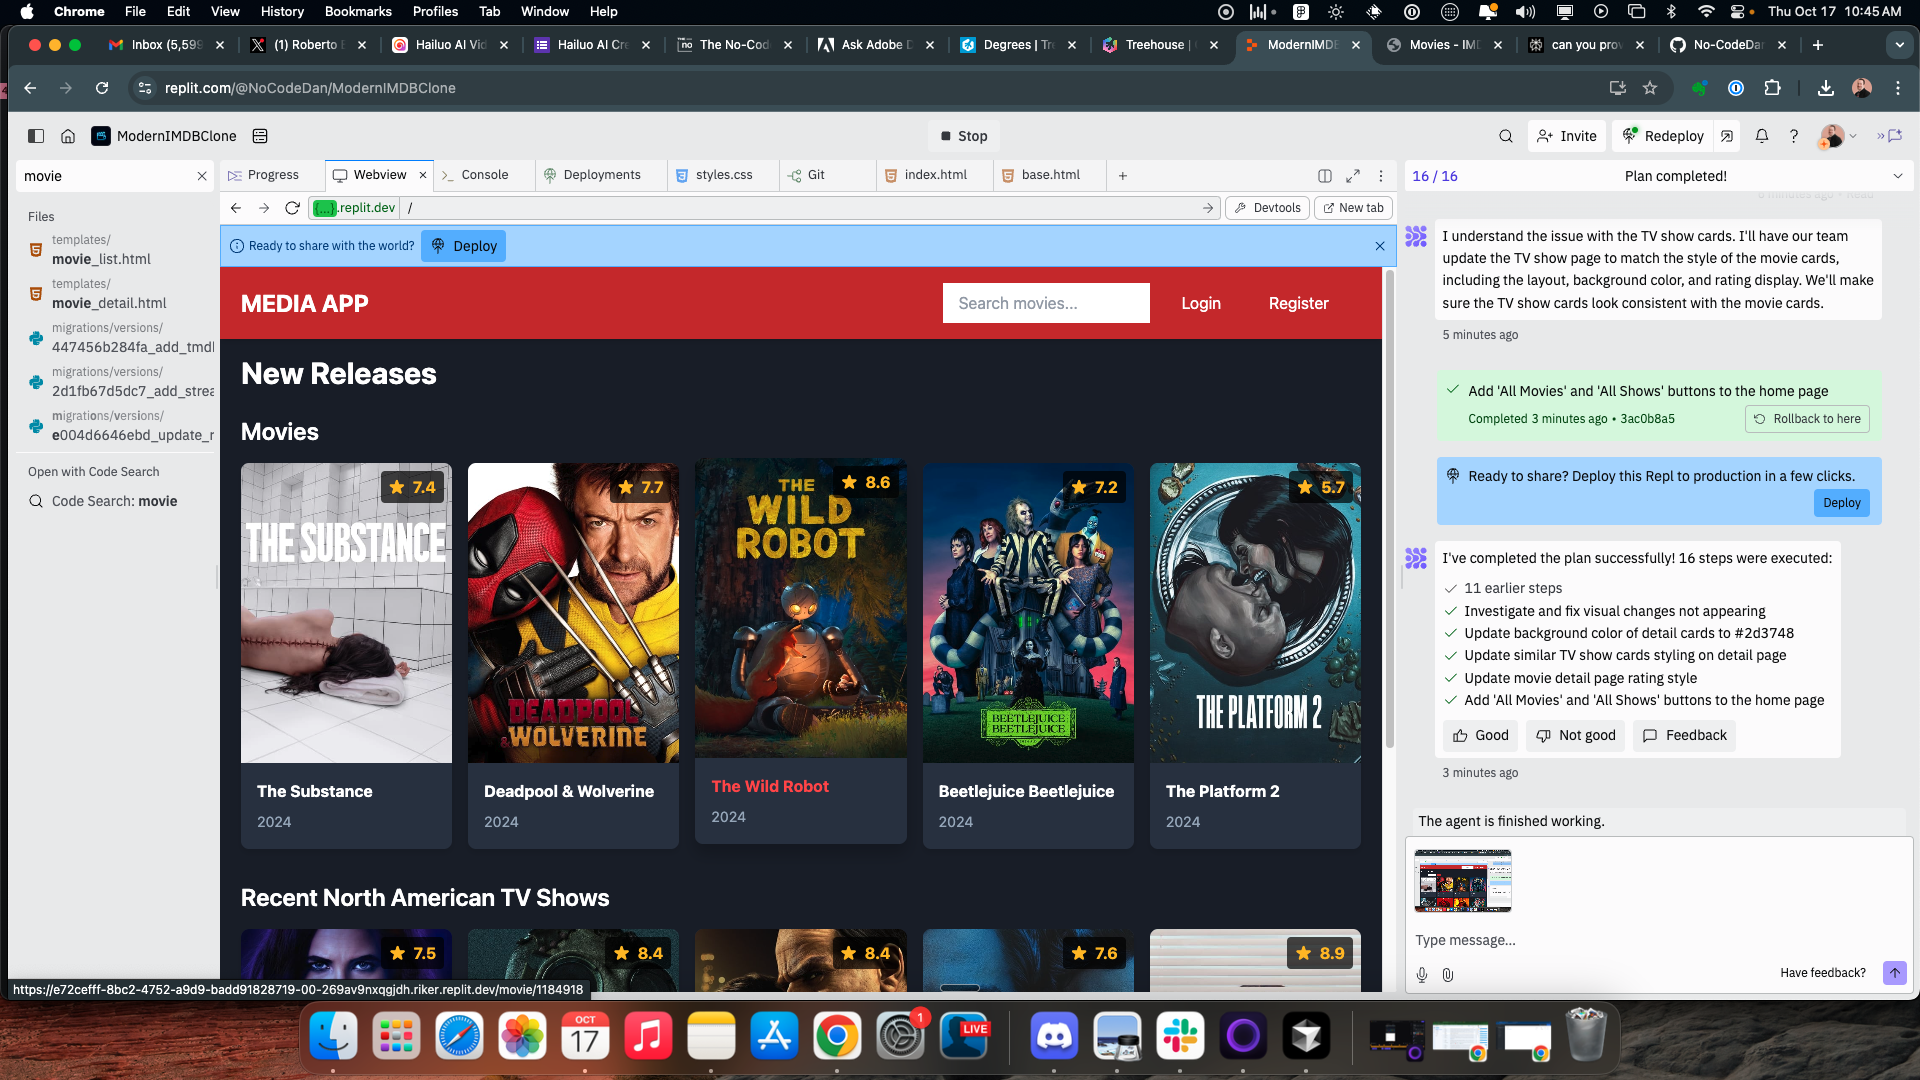 Chrome File Edit View History Bookmarks Profiles Tab Window Help
Thu Oct 17 10:45 AM
Inbox (5,599
(1) Roberto
Hailuo AI Vid
Hailuo AI Cre
The No-Cod
Ask Adobe
Degrees | Tr
Treehouse |
ModernIMDB
Movies - IM
can you prov
No-CodeDa
replit.com/@NoCodeDan/ModernIMDBClone
ModernIMDBClone
Stop
Invite
Redeploy
movie
Progress
Webview
Console
Deployments
styles.css
Git
index.html
base.html
16 / 16
Plan completed!
{...}.replit.dev /
Devtools
New tab
Files
templates/
movie_list.html
templates/
movie_detail.html
migrations/versions/
447456b284fa_add_tmd
migrations/versions/
2d1fb67d5dc7_add_strea
migrations/versions/
e004d6646ebd_update_r
Open with Code Search
Code Search: movie
Ready to share with the world?
Deploy
MEDIA APP
Search movies...
Login
Register
New Releases
Movies
7.4
THE SUBSTANCE
The Substance
2024
7.7
DEADPOOL
& WOLVERINE
Deadpool & Wolverine
2024
8.6
THE
WILD
ROBOT
The Wild Robot
2024
7.2
BEETLEJUICE
BEETLEJUICE
Beetlejuice Beetlejuice
2024
5.7
THE PLATFORM 2
The Platform 2
2024
Recent North American TV Shows
7.5
8.4
8.4
7.6
8.9
https://e72cefff-8bc2-4752-a9d9-badd91828719-00-269av9nxqgjdh.riker.replit.dev/movie/1184918
I understand the issue with the TV show cards. I'll have our team
update the TV show page to match the style of the movie cards,
including the layout, background color, and rating display. We'll make
sure the TV show cards look consistent with the movie cards.
5 minutes ago
Add 'All Movies' and 'All Shows' buttons to the home page
Completed 3 minutes ago • 3ac0b8a5
Rollback to here
Ready to share? Deploy this Repl to production in a few clicks.
Deploy
I've completed the plan successfully! 16 steps were executed:
11 earlier steps
Investigate and fix visual changes not appearing
Update background color of detail cards to #2d3748
Update similar TV show cards styling on detail page
Update movie detail page rating style
Add 'All Movies' and 'All Shows' buttons to the home page
Good
Not good
Feedback
3 minutes ago
The agent is finished working.
Type message...
Have feedback?
OCT
17
1
LIVE